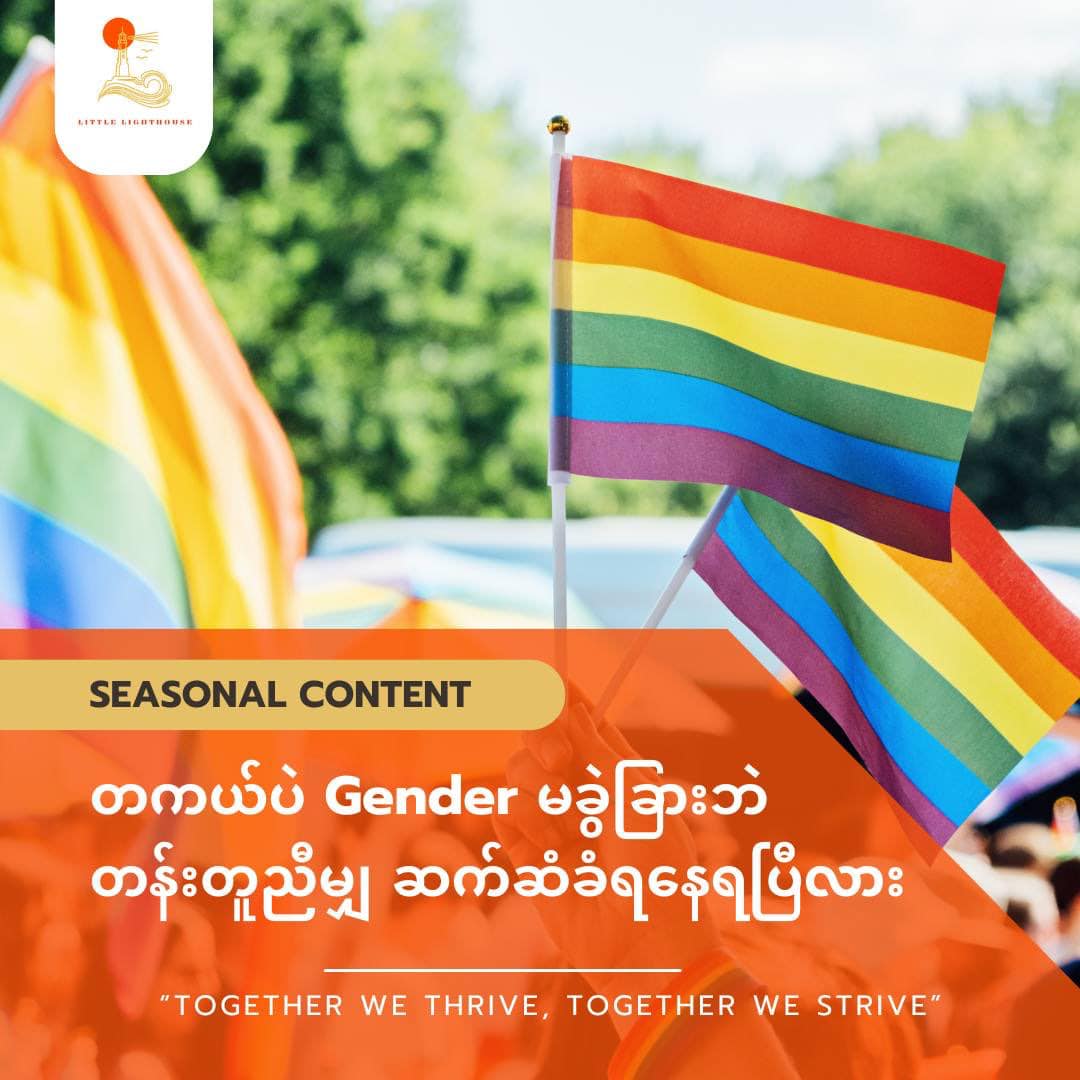 LITTLE LIGHTHOUSE
SEASONAL CONTENT
တကယ်ပဲ Gender မခွဲခြားဘဲ
တန်းတူညီမျှ ဆက်ဆံခံရနေရပြီလား
"TOGETHER WE THRIVE, TOGETHER WE STRIVE"